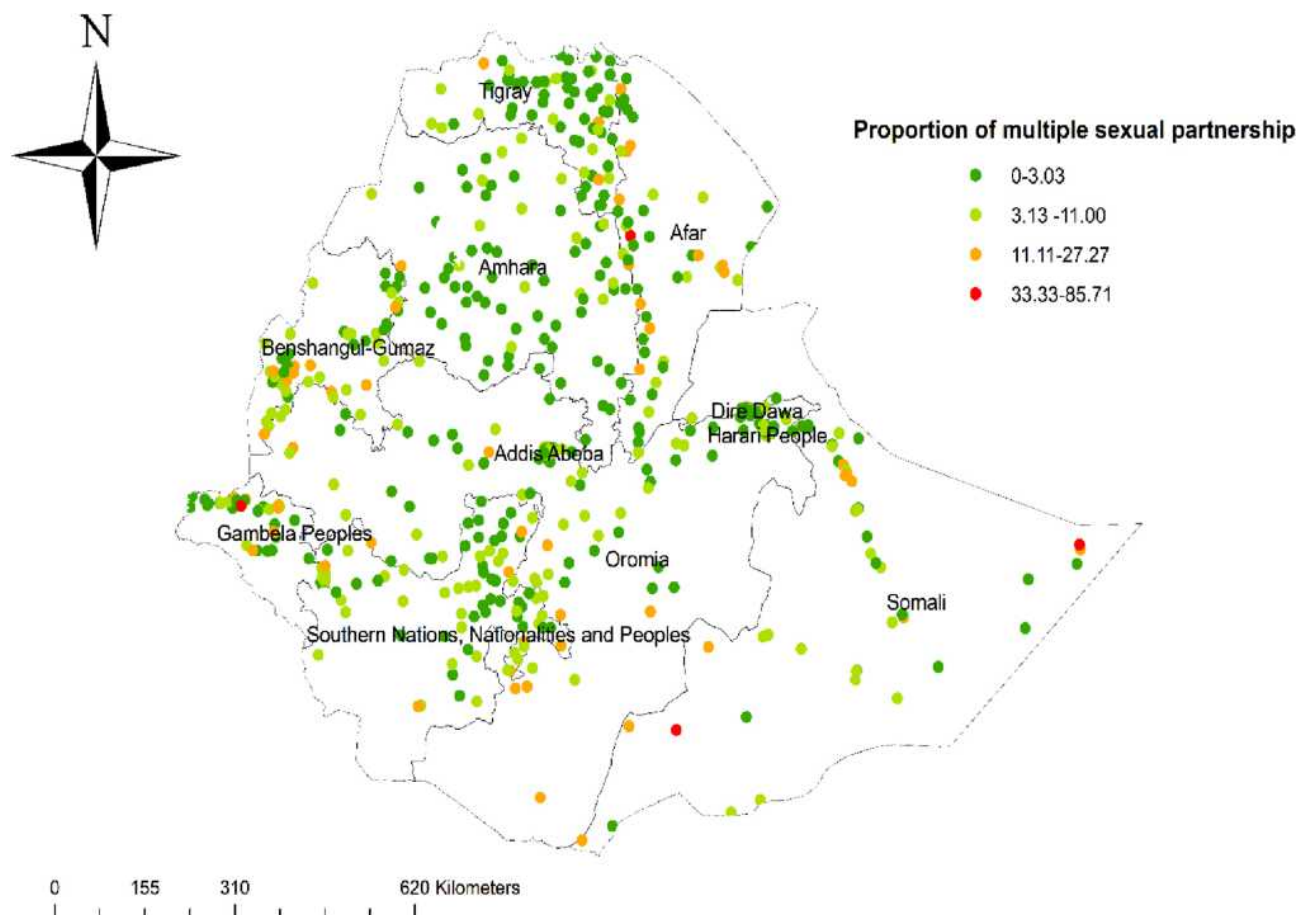 N
Tigray
Proportion of multiple sexual partnership
0-3.03
3.13 -11.00
11.11-27.27
33.33-85.71
Afar
Amhara
Benshangul-Gumaz
Dire Dawa
Harari People
Addis Aboba
Gambela Peoples
Oromia
Somali
Southern Nations, Nationalities and Peoples
0 155 310 620 Kilometers